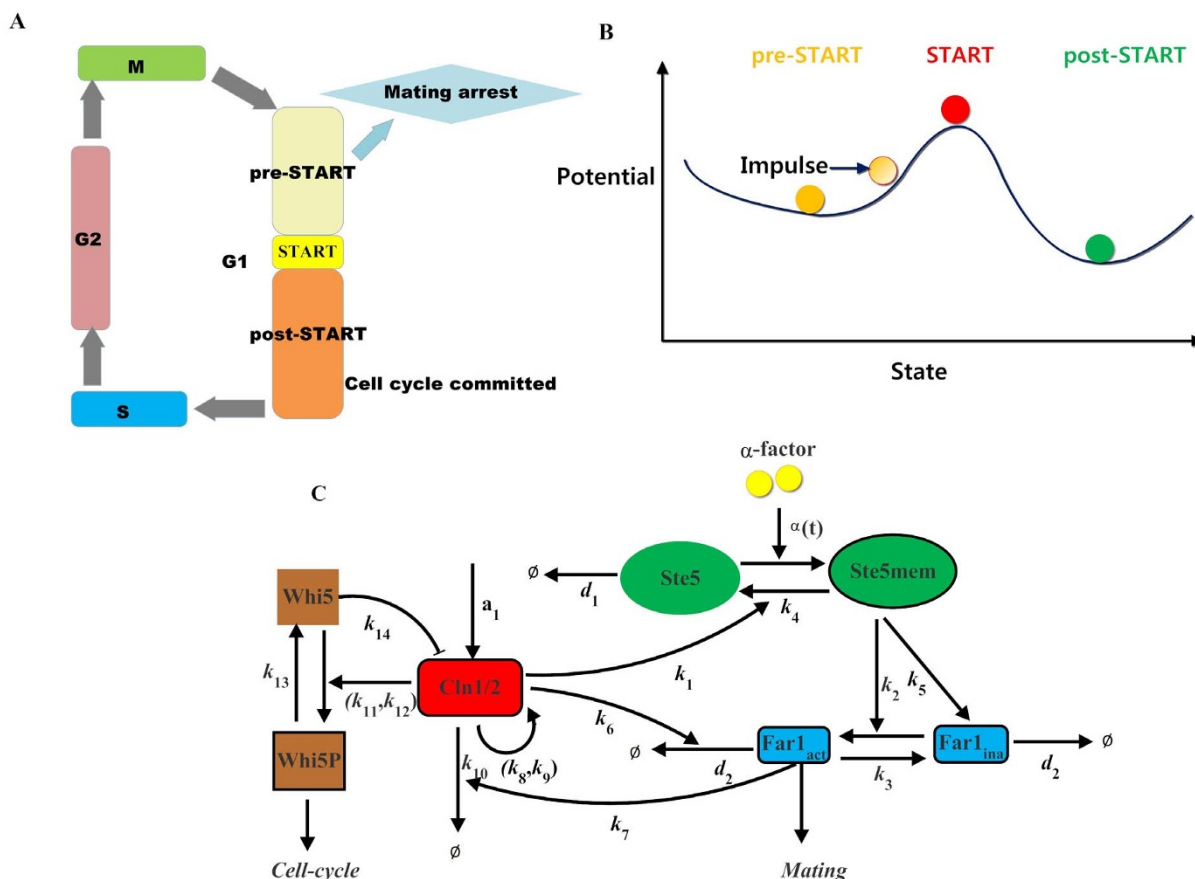 A
M
Mating arrest
pre-START
G2
START
G1
post-START
Cell cycle committed
S
B
pre-START START post-START
Potential
Impulse
State
C
α-factor
α(t)
∅
d1
Ste5
Ste5mem
k4
Whi5
k14
a1
k1
k13
(k11,k12)
Cln1/2
k2
k5
k6
Whi5P
k10
(k8,k9)
∅
d2
Far1act
k3
Far1ina
d2
∅
k7
∅
Cell-cycle
Mating